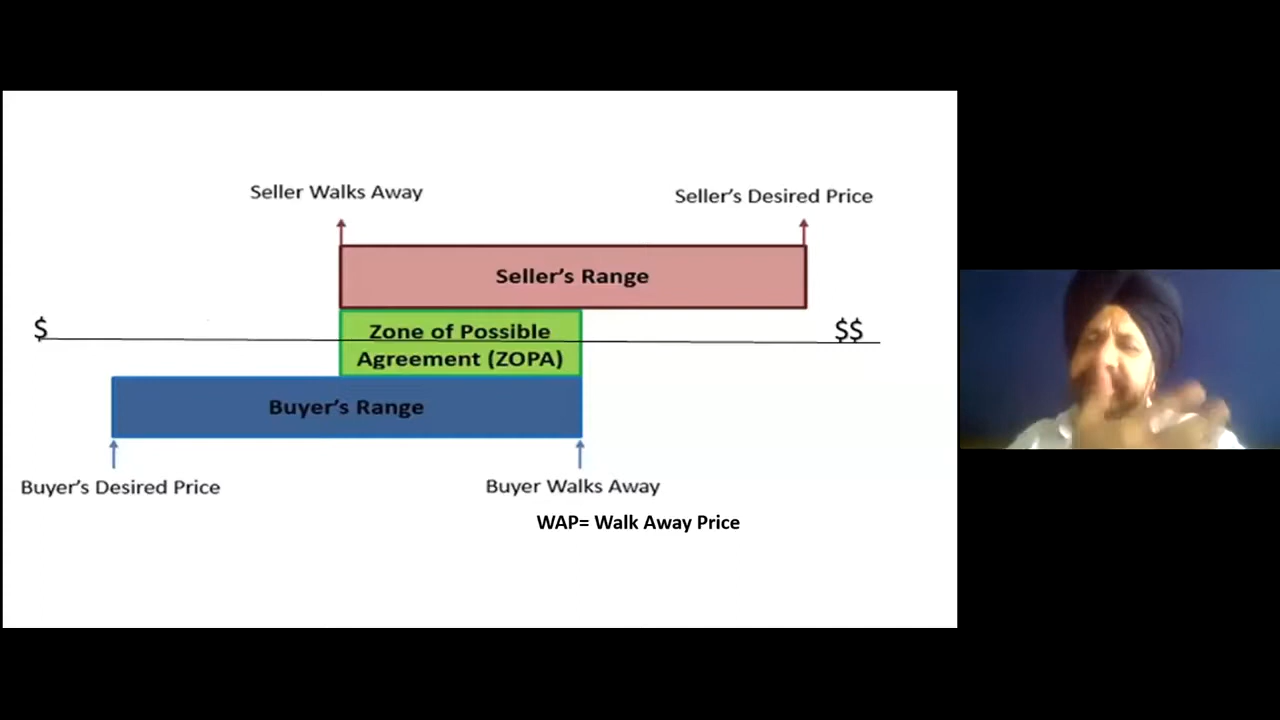 Seller Walks Away
Seller's Desired Price
Seller's Range
$
Zone of Possible
Agreement (ZOPA)
$$
Buyer's Range
Buyer's Desired Price
Buyer Walks Away
WAP= Walk Away Price